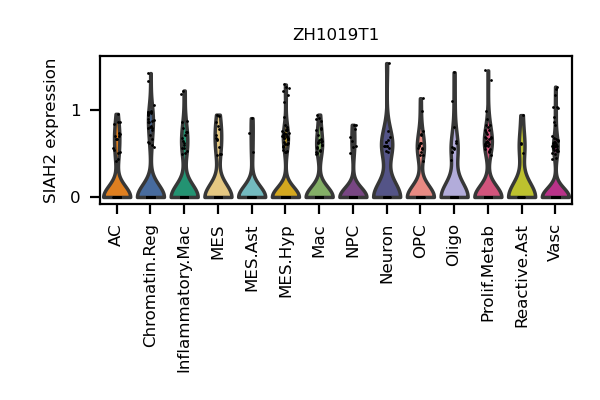 ZH1019T1
SIAH2 expression
1
0
AC
Chromatin.Reg
Inflammatory.Mac
MES
MES.Ast
MES.Hyp
Mac
NPC
Neuron
OPC
Oligo
Prolif.Metab
Reactive.Ast
Vasc